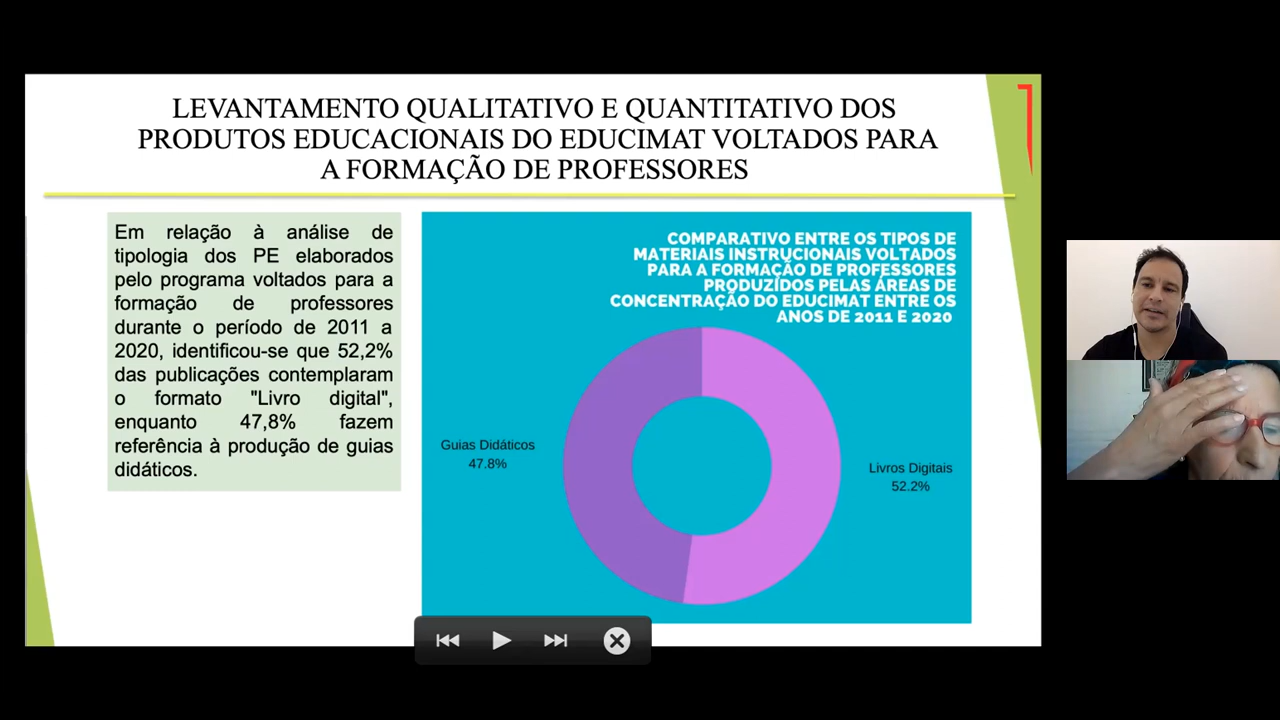 LEVANTAMENTO QUALITATIVO E QUANTITATIVO DOS
PRODUTOS EDUCACIONAIS DO EDUCIMAT VOLTADOS PARA
A FORMAÇÃO DE PROFESSORES
Em relação à análise de
tipologia dos PE elaborados
pelo programa voltados para a
formação de professores
durante o período de 2011 a
2020, identificou-se que 52,2%
das publicações contemplaram
o formato "Livro digital",
enquanto 47,8% fazem
referência à produção de guias
didáticos.
COMPARATIVO ENTRE OS TIPOS DE
MATERIAIS INSTRUCIONAIS VOLTADOS
PARA A FORMAÇÃO DE PROFESSORES
PRODUZIDOS PELAS ÁREAS DE
CONCENTRAÇÃO DO EDUCIMAT ENTRE OS
ANOS DE 2011 E 2020
Guias Didáticos
47.8%
Livros Digitais
52.2%